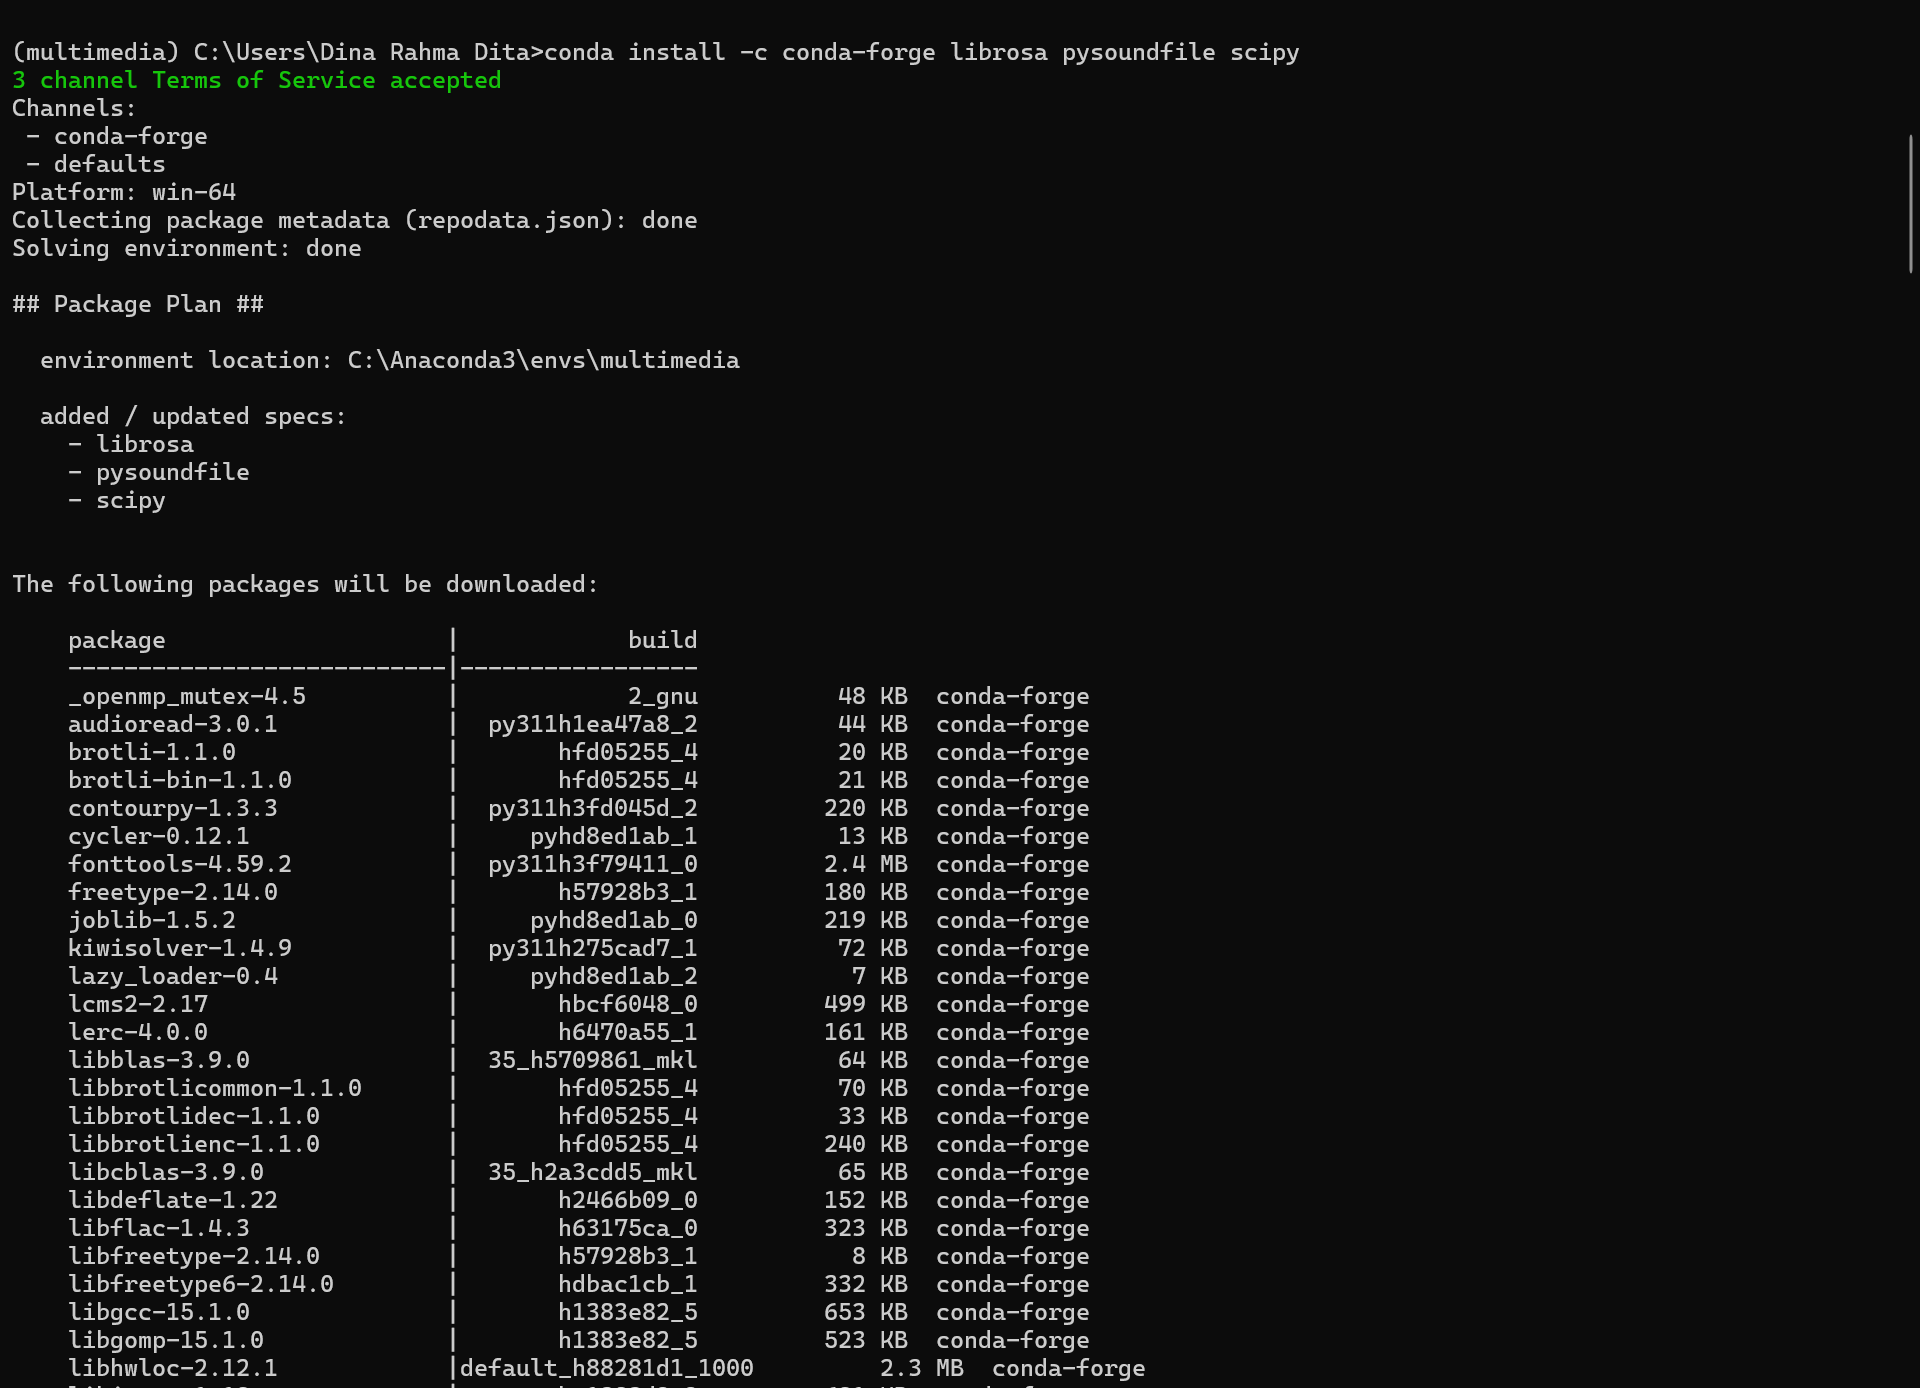 (multimedia) C:\Users\Dina Rahma Dita>conda install -c conda-forge librosa pysoundfile scipy
3 channel Terms of Service accepted
Channels:
 - conda-forge
 - defaults
Platform: win-64
Collecting package metadata (repodata.json): done
Solving environment: done
## Package Plan ##
  environment location: C:\Anaconda3\envs\multimedia
  added / updated specs:
    - librosa
    - pysoundfile
    - scipy
The following packages will be downloaded:
    package                    |            build
    ---------------------------|-----------------
    _openmp_mutex-4.5          |            2_gnu          48 KB  conda-forge
    audioread-3.0.1            |  py311h1ea47a8_2          44 KB  conda-forge
    brotli-1.1.0               |       hfd05255_4          20 KB  conda-forge
    brotli-bin-1.1.0           |       hfd05255_4          21 KB  conda-forge
    contourpy-1.3.3            |  py311h3fd045d_2         220 KB  conda-forge
    cycler-0.12.1              |     pyhd8ed1ab_1          13 KB  conda-forge
    fonttools-4.59.2           |  py311h3f79411_0         2.4 MB  conda-forge
    freetype-2.14.0            |       h57928b3_1         180 KB  conda-forge
    joblib-1.5.2               |     pyhd8ed1ab_0         219 KB  conda-forge
    kiwisolver-1.4.9           |  py311h275cad7_1          72 KB  conda-forge
    lazy_loader-0.4            |     pyhd8ed1ab_2           7 KB  conda-forge
    lcms2-2.17                 |       hbcf6048_0         499 KB  conda-forge
    lerc-4.0.0                 |       h6470a55_1         161 KB  conda-forge
    libblas-3.9.0              |  35_h5709861_mkl          64 KB  conda-forge
    libbrotlicommon-1.1.0      |       hfd05255_4          70 KB  conda-forge
    libbrotlidec-1.1.0         |       hfd05255_4          33 KB  conda-forge
    libbrotlienc-1.1.0         |       hfd05255_4         240 KB  conda-forge
    libcblas-3.9.0             |  35_h2a3cdd5_mkl          65 KB  conda-forge
    libdeflate-1.22            |       h2466b09_0         152 KB  conda-forge
    libflac-1.4.3              |       h63175ca_0         323 KB  conda-forge
    libfreetype-2.14.0         |       h57928b3_1           8 KB  conda-forge
    libfreetype6-2.14.0        |       hdbac1cb_1         332 KB  conda-forge
    libgcc-15.1.0              |       h1383e82_5         653 KB  conda-forge
    libgomp-15.1.0             |       h1383e82_5         523 KB  conda-forge
    libhwloc-2.12.1            |default_h88281d1_1000         2.3 MB  conda-forge